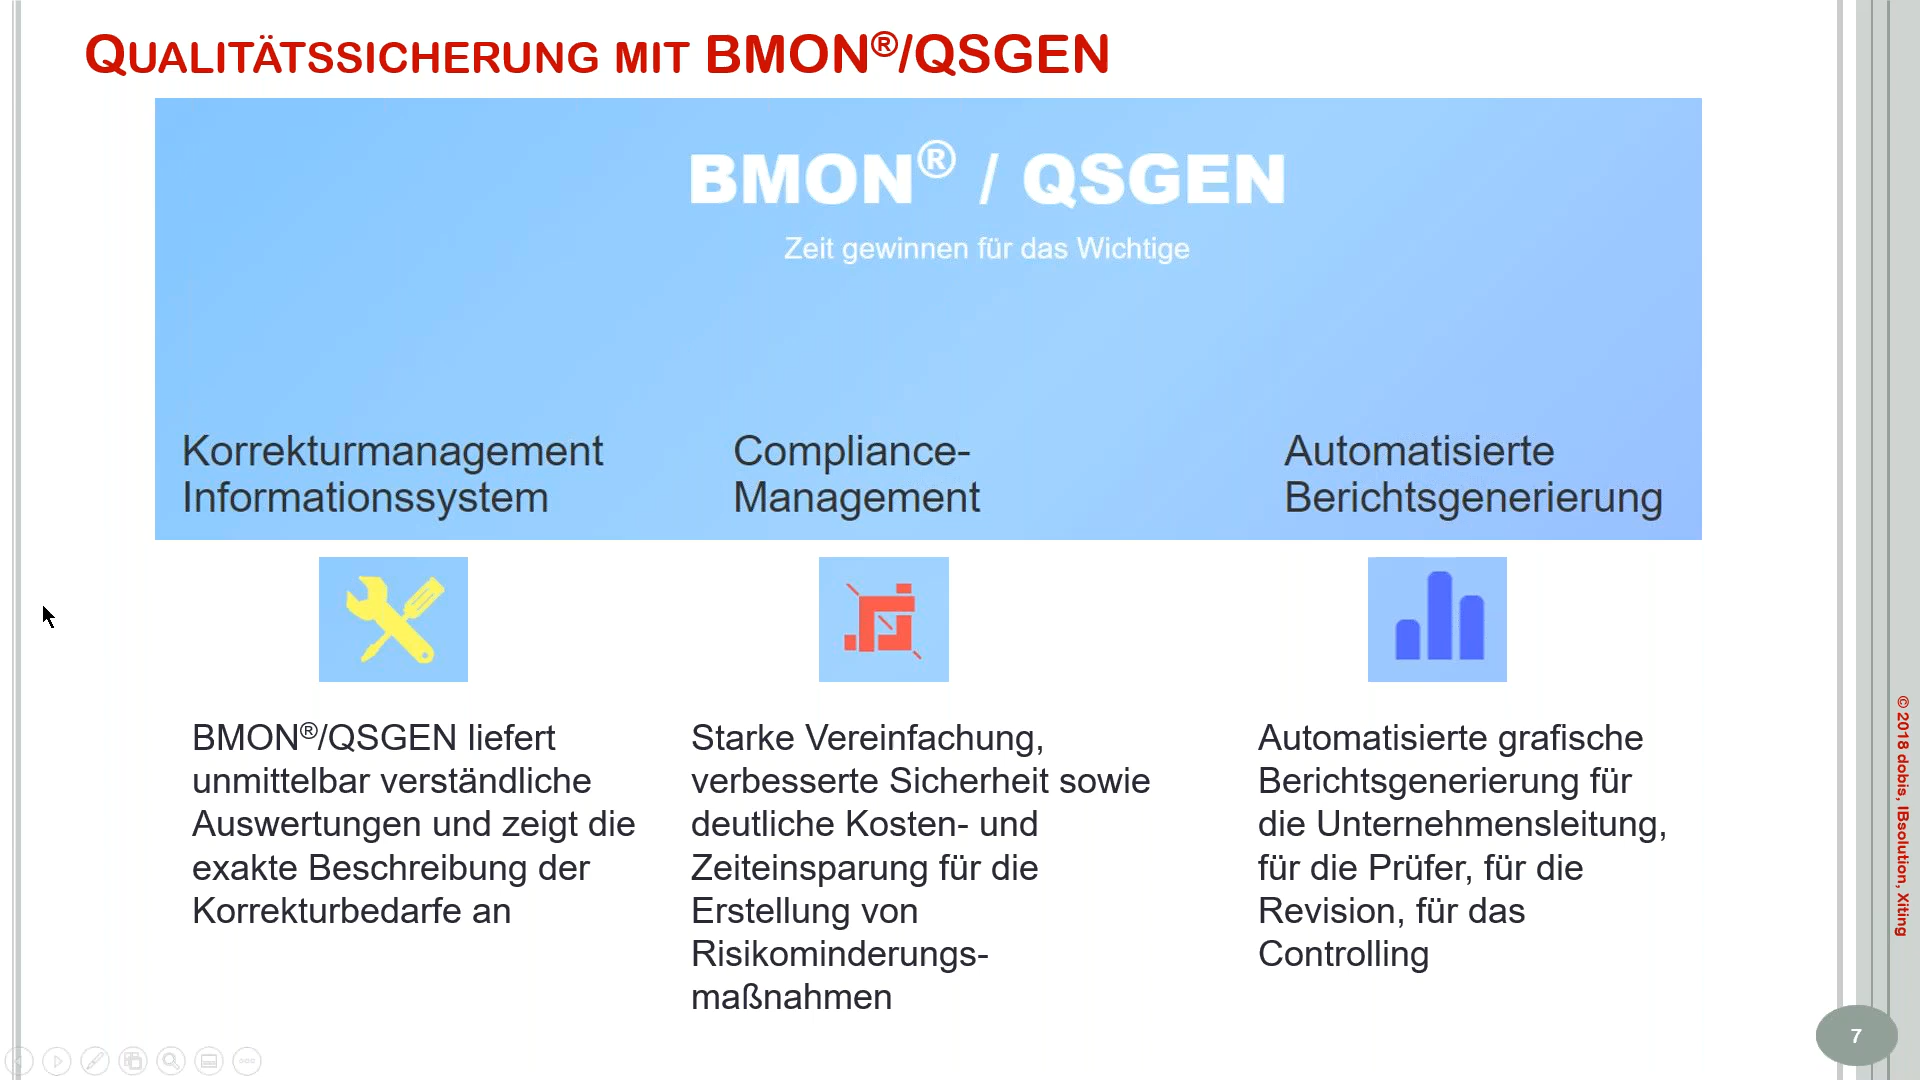 QUALITÄTSSICHERUNG MIT BMON®/QSGEN
BMON® / QSGEN
Zeit gewinnen für das Wichtige
Korrekturmanagement
Informationssystem
Compliance-
Management
Automatisierte
Berichtsgenerierung
BMON®/QSGEN liefert
unmittelbar verständliche
Auswertungen und zeigt die
exakte Beschreibung der
Korrekturbedarfe an
Starke Vereinfachung,
verbesserte Sicherheit sowie
deutliche Kosten- und
Zeiteinsparung für die
Erstellung von
Risikominderungs-
maßnahmen
Automatisierte grafische
Berichtsgenerierung für
die Unternehmensleitung,
für die Prüfer, für die
Revision, für das
Controlling
© 2018 dobis, IBsolution, Xiting
7